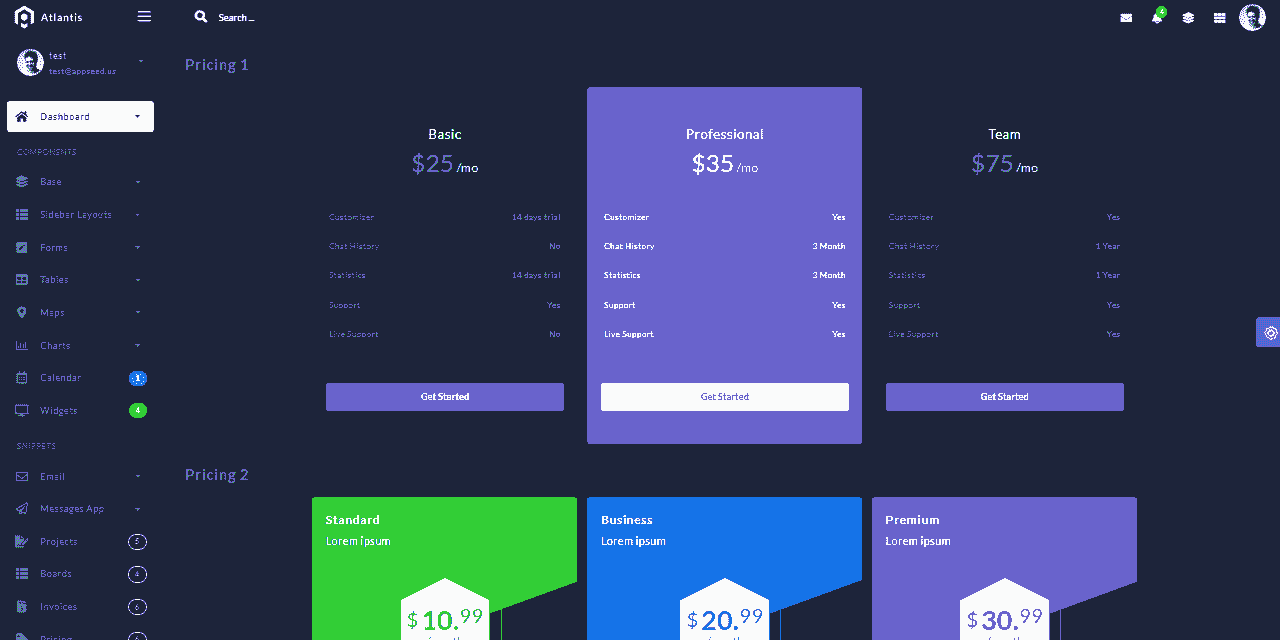 Atlantis
Search ...
4
test
test@appseed.us
Dashboard
COMPONENTS
Base
Sidebar Layouts
Forms
Tables
Maps
Charts
Calendar 1
Widgets 4
SNIPPETS
Email
Messages App
Projects 5
Boards 4
Invoices 6
Pricing 6
Pricing 1
Basic
$25 /mo
Customizer 14 days trial
Chat History No
Statistics 14 days trial
Support Yes
Live Support No
Get Started
Professional
$35 /mo
Customizer Yes
Chat History 3 Month
Statistics 3 Month
Support Yes
Live Support Yes
Get Started
Team
$75 /mo
Customizer Yes
Chat History 1 Year
Statistics 1 Year
Support Yes
Live Support Yes
Get Started
Pricing 2
Standard
Lorem ipsum
$10.99
Business
Lorem ipsum
$20.99
Premium
Lorem ipsum
$30.99